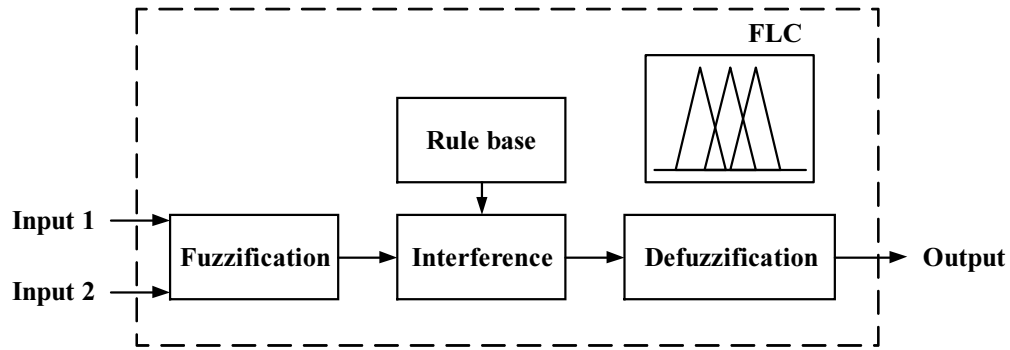 FLC
Rule base
Input 1
Fuzzification
Interference
Defuzzification
Output
Input 2